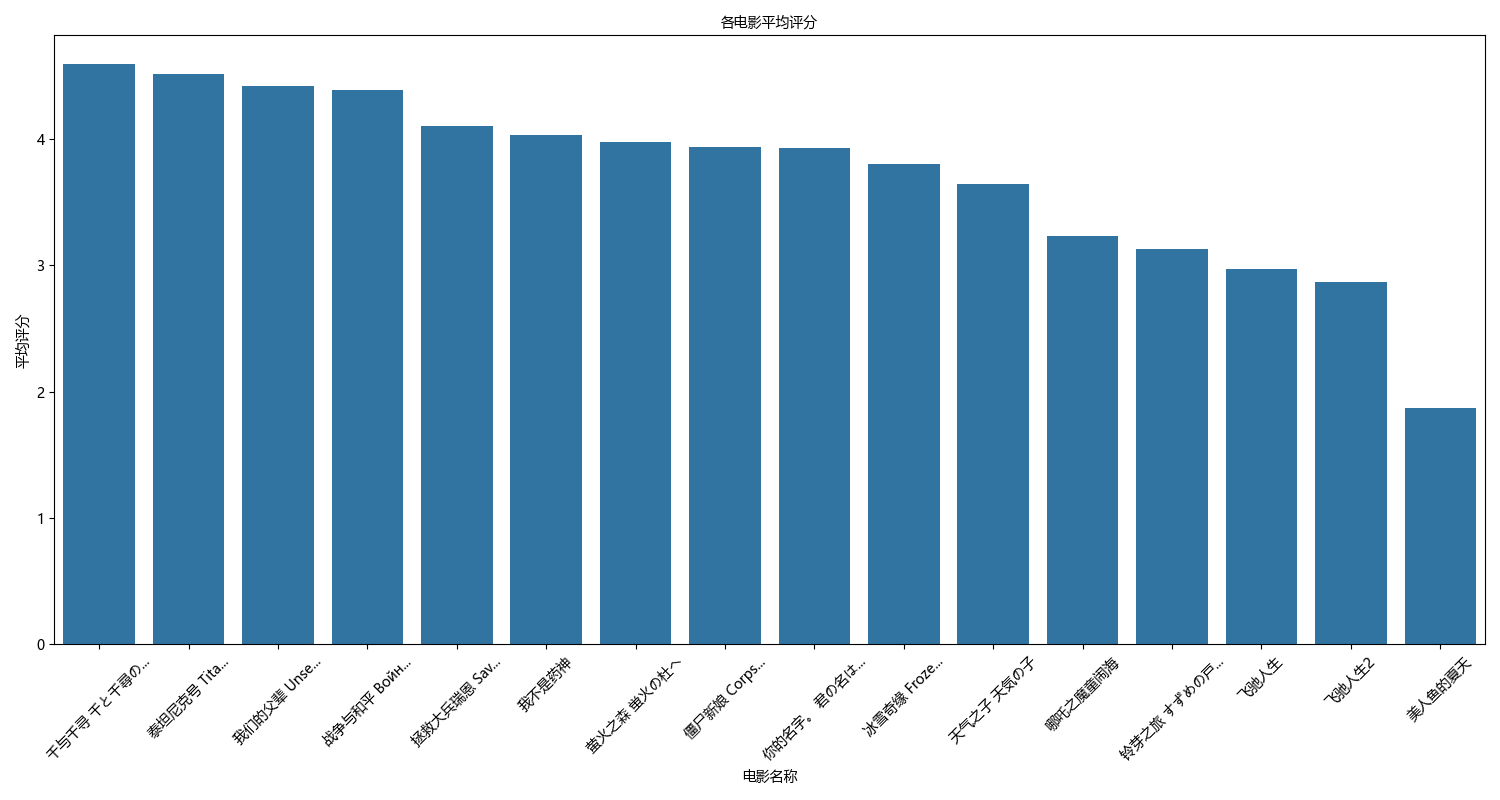 各电影平均评分
平均评分
4
3
2
1
0
千与千寻 千と千尋の...
泰坦尼克号 Tita...
我们的父辈 Unse...
战争与和平 Войн...
拯救大兵瑞恩 Sav...
我不是药神
萤火之森 蛍火の杜へ
僵尸新娘 Corps...
你的名字。 君の名は...
冰雪奇缘 Froze...
天气之子 天気の子
哪吒之魔童闹海
铃芽之旅 すずめの戸...
飞驰人生
飞驰人生2
美人鱼的夏天
电影名称